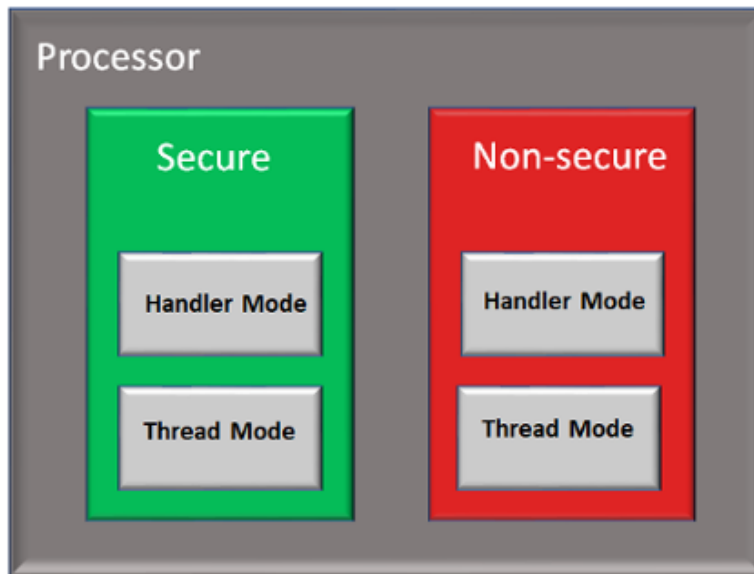 Processor
Secure
Handler Mode
Thread Mode
Non-secure
Handler Mode
Thread Mode